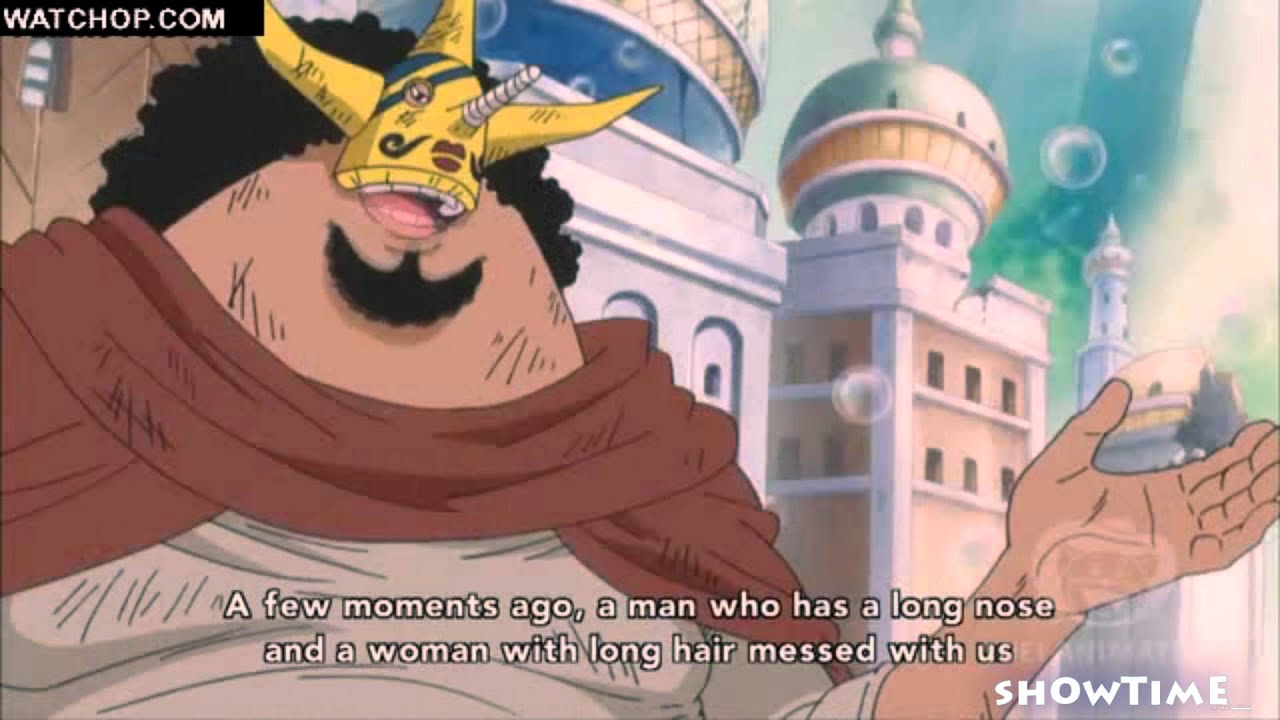 WATCHOP.COM
A few moments ago, a man who has a long nose
and a woman with long hair messed with us
SHOWTIME